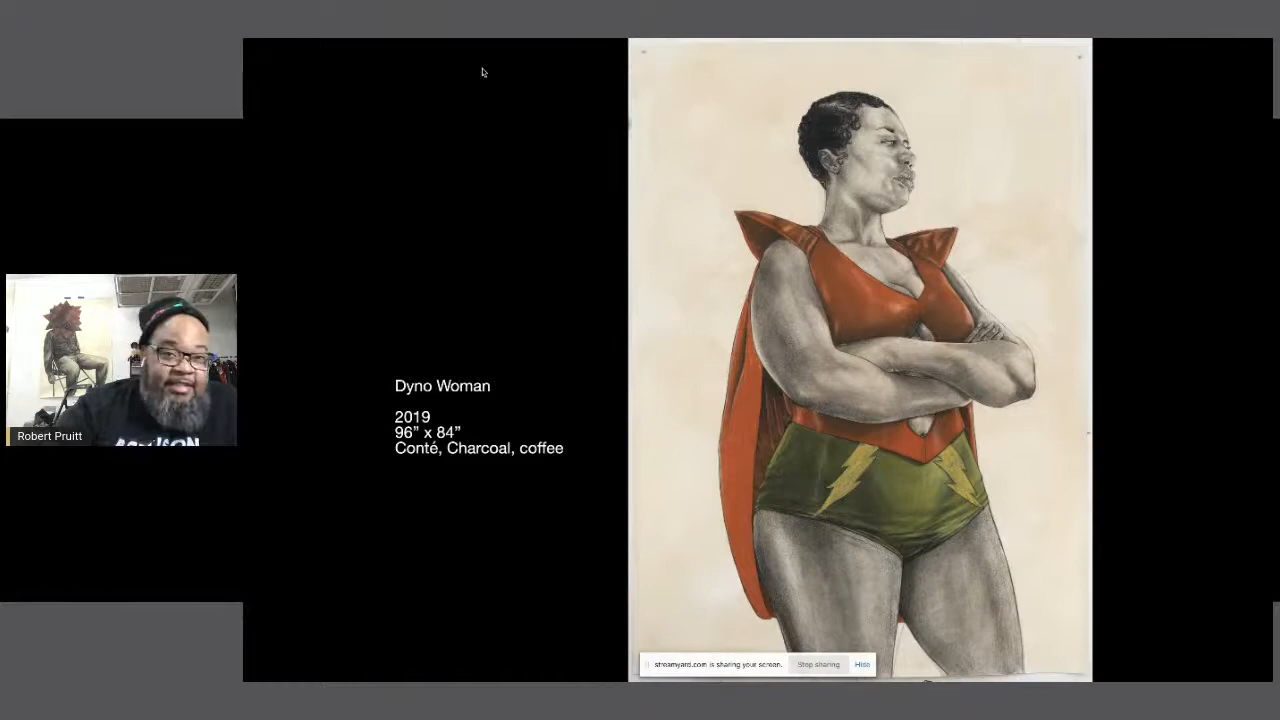 Robert Pruitt
Dyno Woman
2019
96” x 84”
Conté, Charcoal, coffee
streamyard.com is sharing your screen.
Stop sharing
Hide